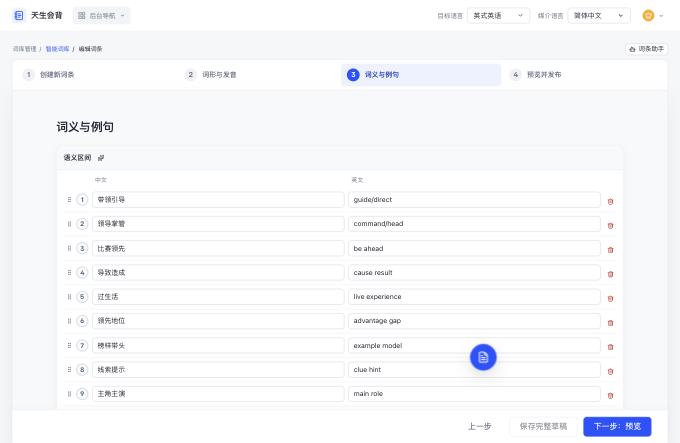 天生会背
后台导航
目标语言 英式英语 媒介语言 简体中文
词库管理 / 智能词库 / 编辑词条
词条助手
1 创建新词条 2 词形与发音 3 词义与例句 4 预览并发布
词义与例句
语义区间
中文 英文
1 带领引导 guide/direct
2 领导掌管 command/head
3 比赛领先 be ahead
4 导致造成 cause result
5 过生活 live experience
6 领先地位 advantage gap
7 榜样带头 example model
8 线索提示 clue hint
9 主角主演 main role
上一步 保存完整草稿 下一步：预览